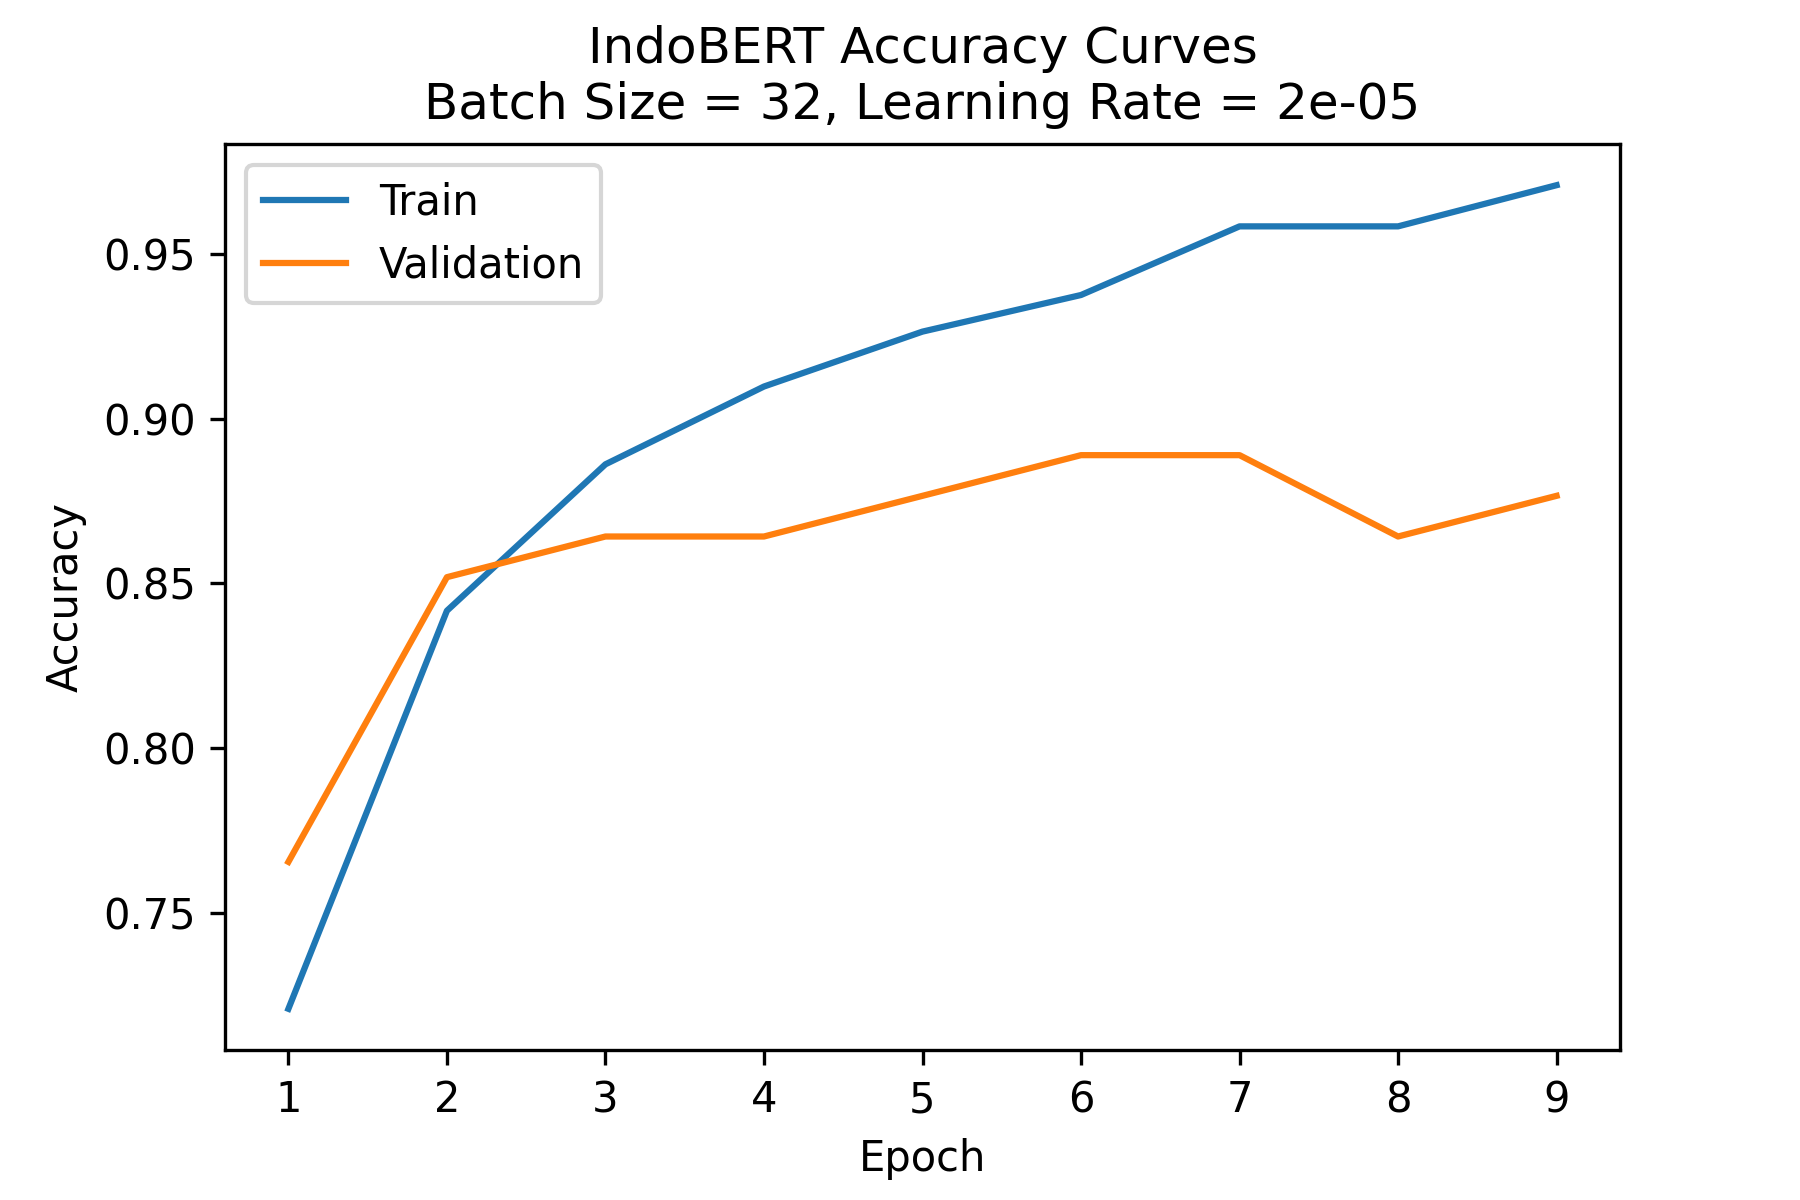 IndoBERT Accuracy Curves
Batch Size = 32, Learning Rate = 2e-05
Train
Validation
0.95
0.90
0.85
0.80
0.75
Accuracy
1 2 3 4 5 6 7 8 9
Epoch